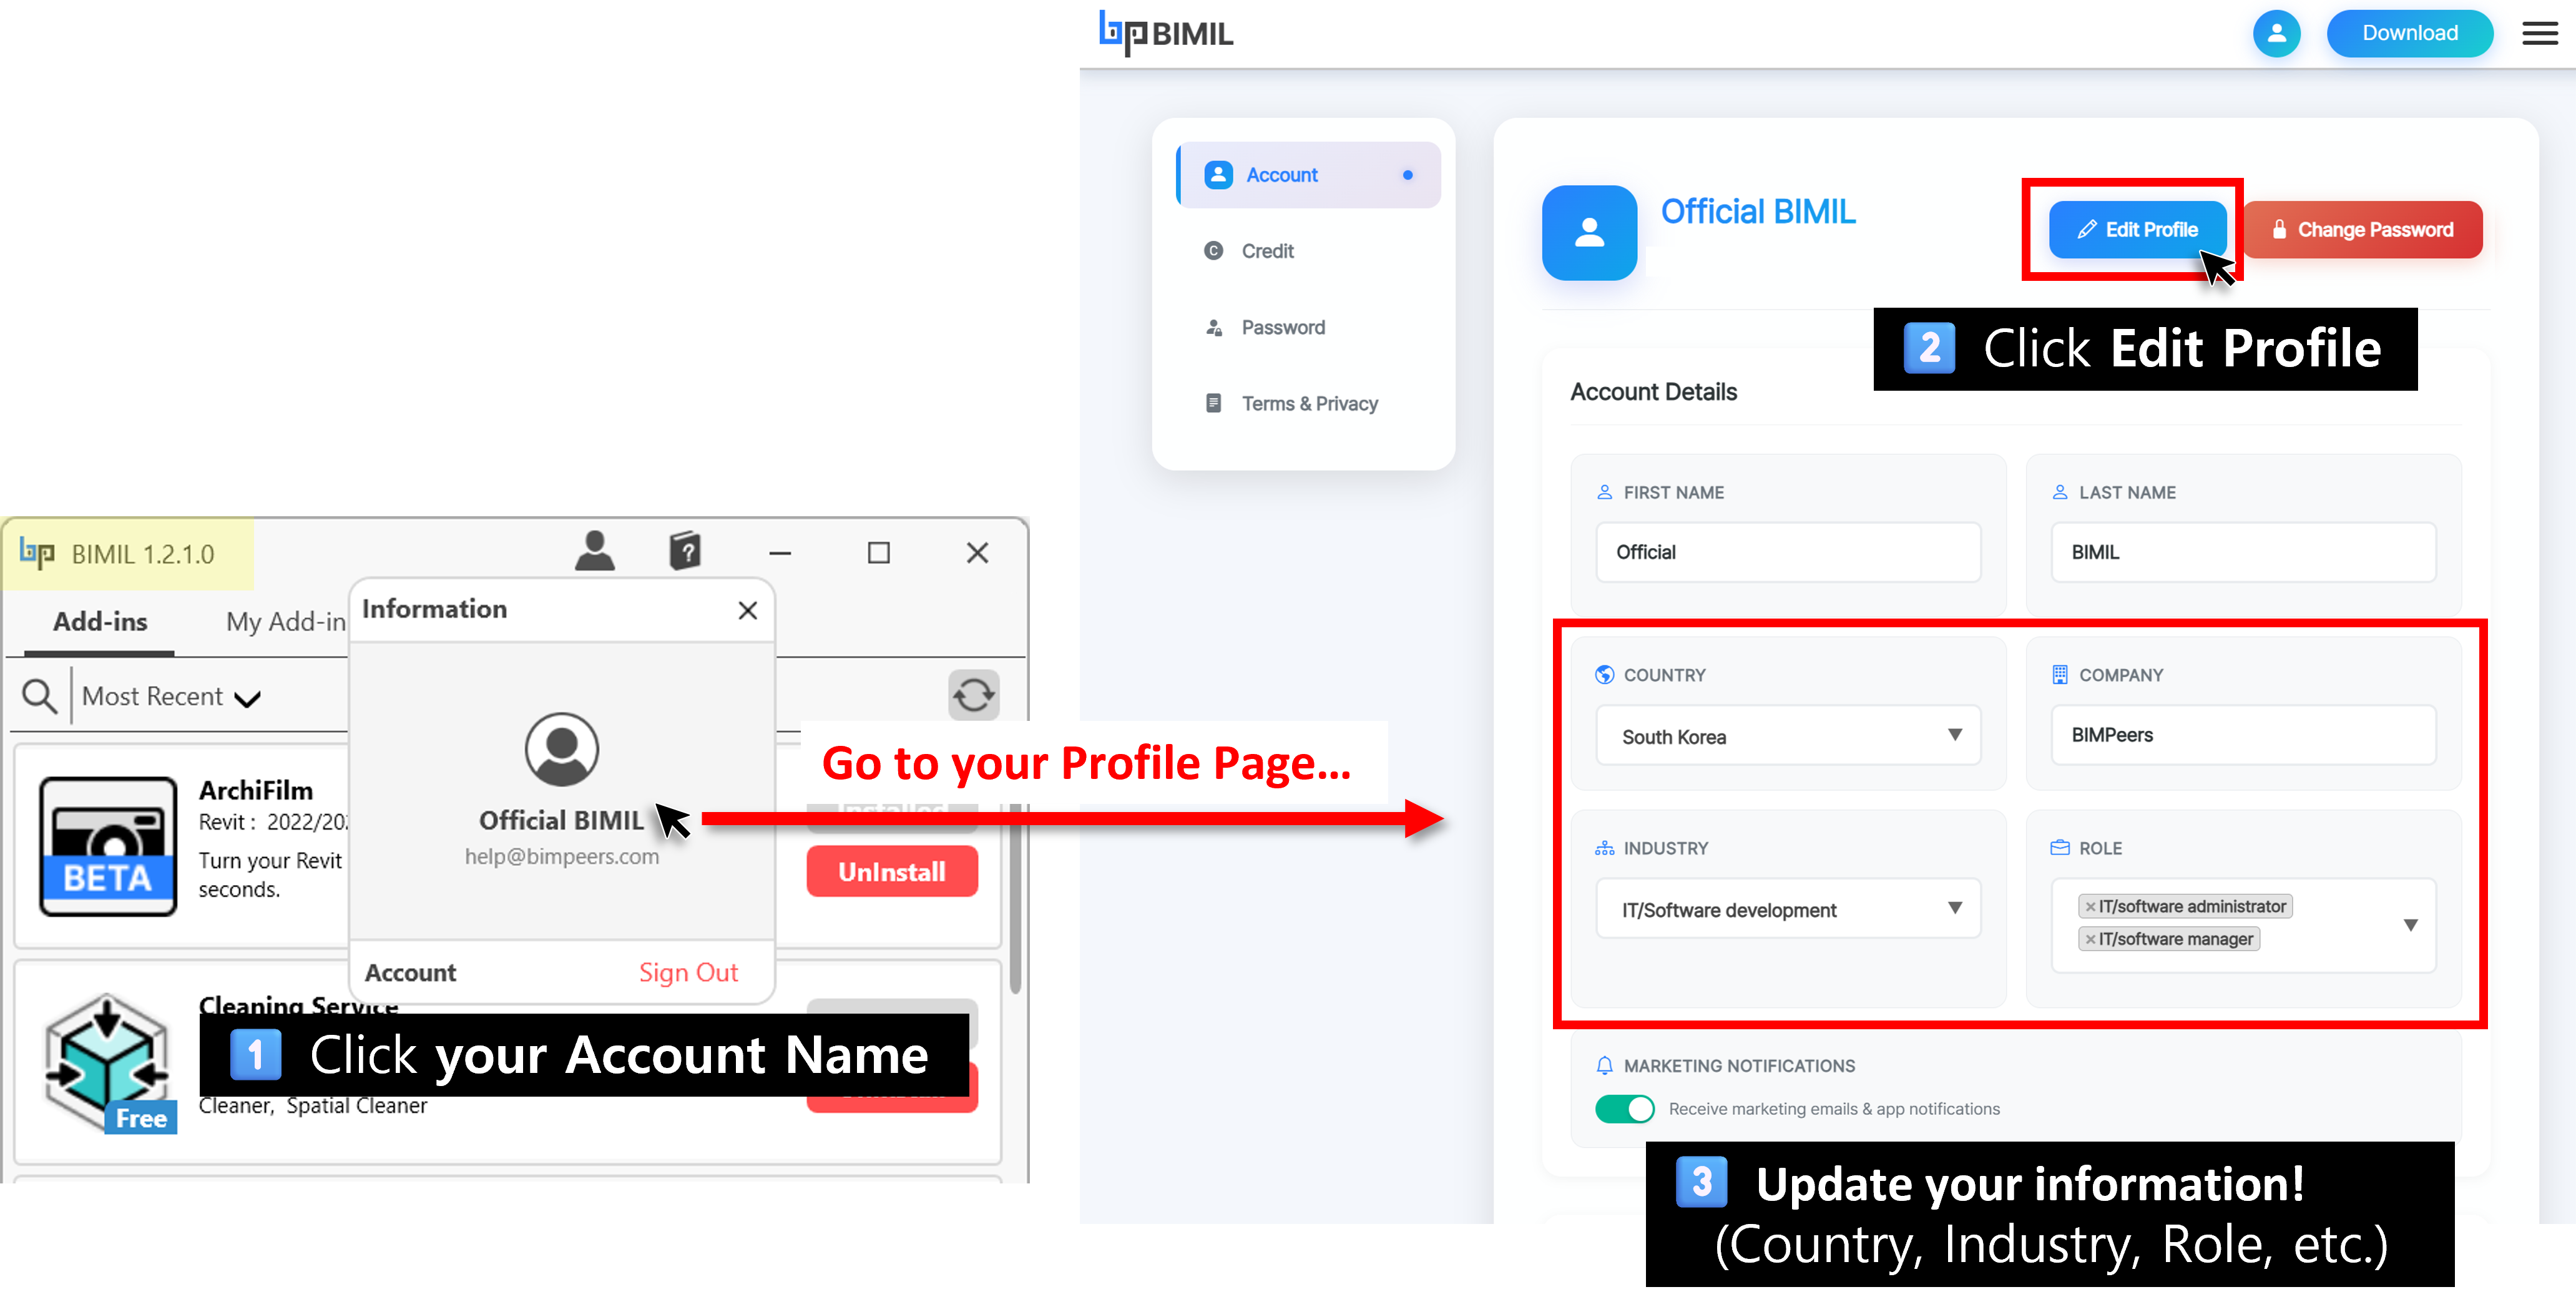 BIMIL 1.2.1.0
Add-ins
My Add-in
Most Recent
ArchiFilm
Revit : 2022/20
Turn your Revit
seconds.
BETA
UnInstall
Cleaning Service
Free
Cleaner, Spatial Cleaner
Information
Official BIMIL
help@bimpeers.com
Account
Sign Out
1 Click your Account Name
Go to your Profile Page...
bp BIMIL
Download
Account
Credit
Password
Terms & Privacy
Official BIMIL
Edit Profile
Change Password
2 Click Edit Profile
Account Details
FIRST NAME
Official
LAST NAME
BIMIL
COUNTRY
South Korea
COMPANY
BIMPeers
INDUSTRY
IT/Software development
ROLE
×IT/software administrator
×IT/software manager
MARKETING NOTIFICATIONS
Receive marketing emails & app notifications
3 Update your information!
(Country, Industry, Role, etc.)